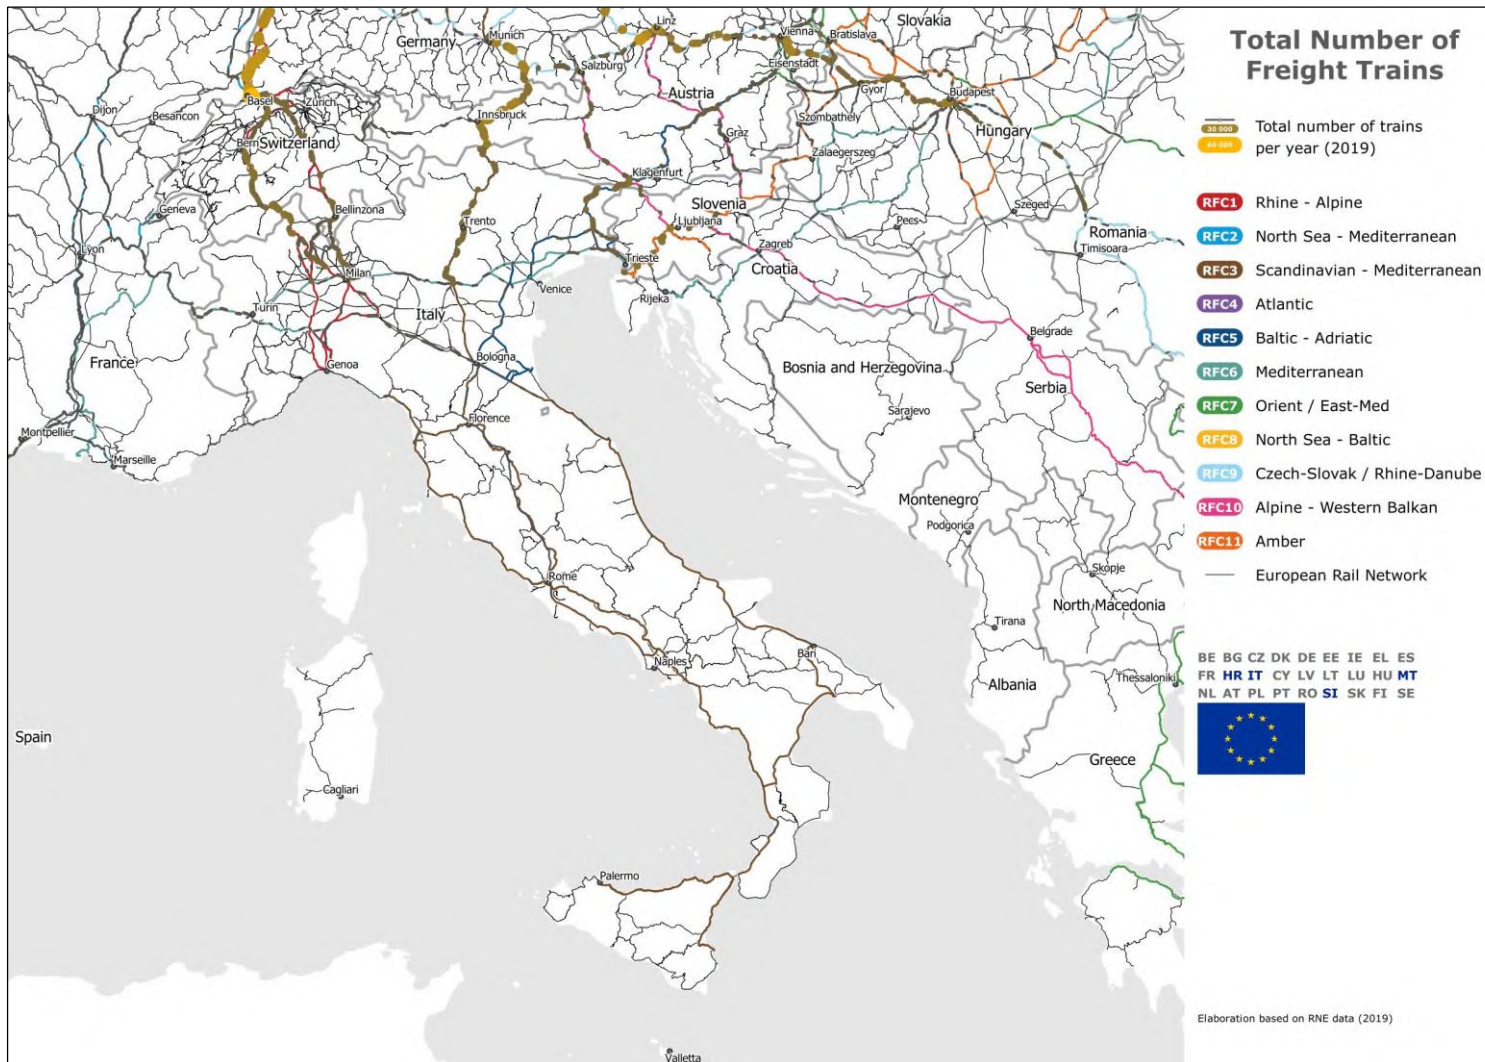 Total Number of
Freight Trains
30 000
60 000
Total number of trains
per year (2019)
RFC1 Rhine - Alpine
RFC2 North Sea - Mediterranean
RFC3 Scandinavian - Mediterranean
RFC4 Atlantic
RFC5 Baltic - Adriatic
RFC6 Mediterranean
RFC7 Orient / East-Med
RFC8 North Sea - Baltic
RFC9 Czech-Slovak / Rhine-Danube
RFC10 Alpine - Western Balkan
RFC11 Amber
European Rail Network
BE BG CZ DK DE EE IE EL ES
FR HR IT CY LV LT LU HU MT
NL AT PL PT RO SI SK FI SE
Elaboration based on RNE data (2019)
Linz
Slovakia
Germany
Munich
Vienna
Bratislava
Salzburg
Eisenstadt
Gyor
Budapest
Austria
Dijon
Besancon
Basel
Zürich
Innsbruck
Szombathely
Hungary
Bern
Switzerland
Graz
Zalaegerszeg
Klagenfurt
Geneva
Bellinzona
Trento
Slovenia
Ljubljana
Pecs
Szeged
Romania
Lyon
Milan
Trieste
Zagreb
Timisoara
Croatia
Turin
Italy
Venice
Rijeka
France
Genoa
Bologna
Belgrade
Bosnia and Herzegovina
Serbia
Florence
Sarajevo
Montpellier
Marseille
Montenegro
Podgorica
Rome
Skopje
North Macedonia
Tirana
Naples
Bari
Albania
Thessaloniki
Spain
Greece
Cagliari
Palermo
Valletta